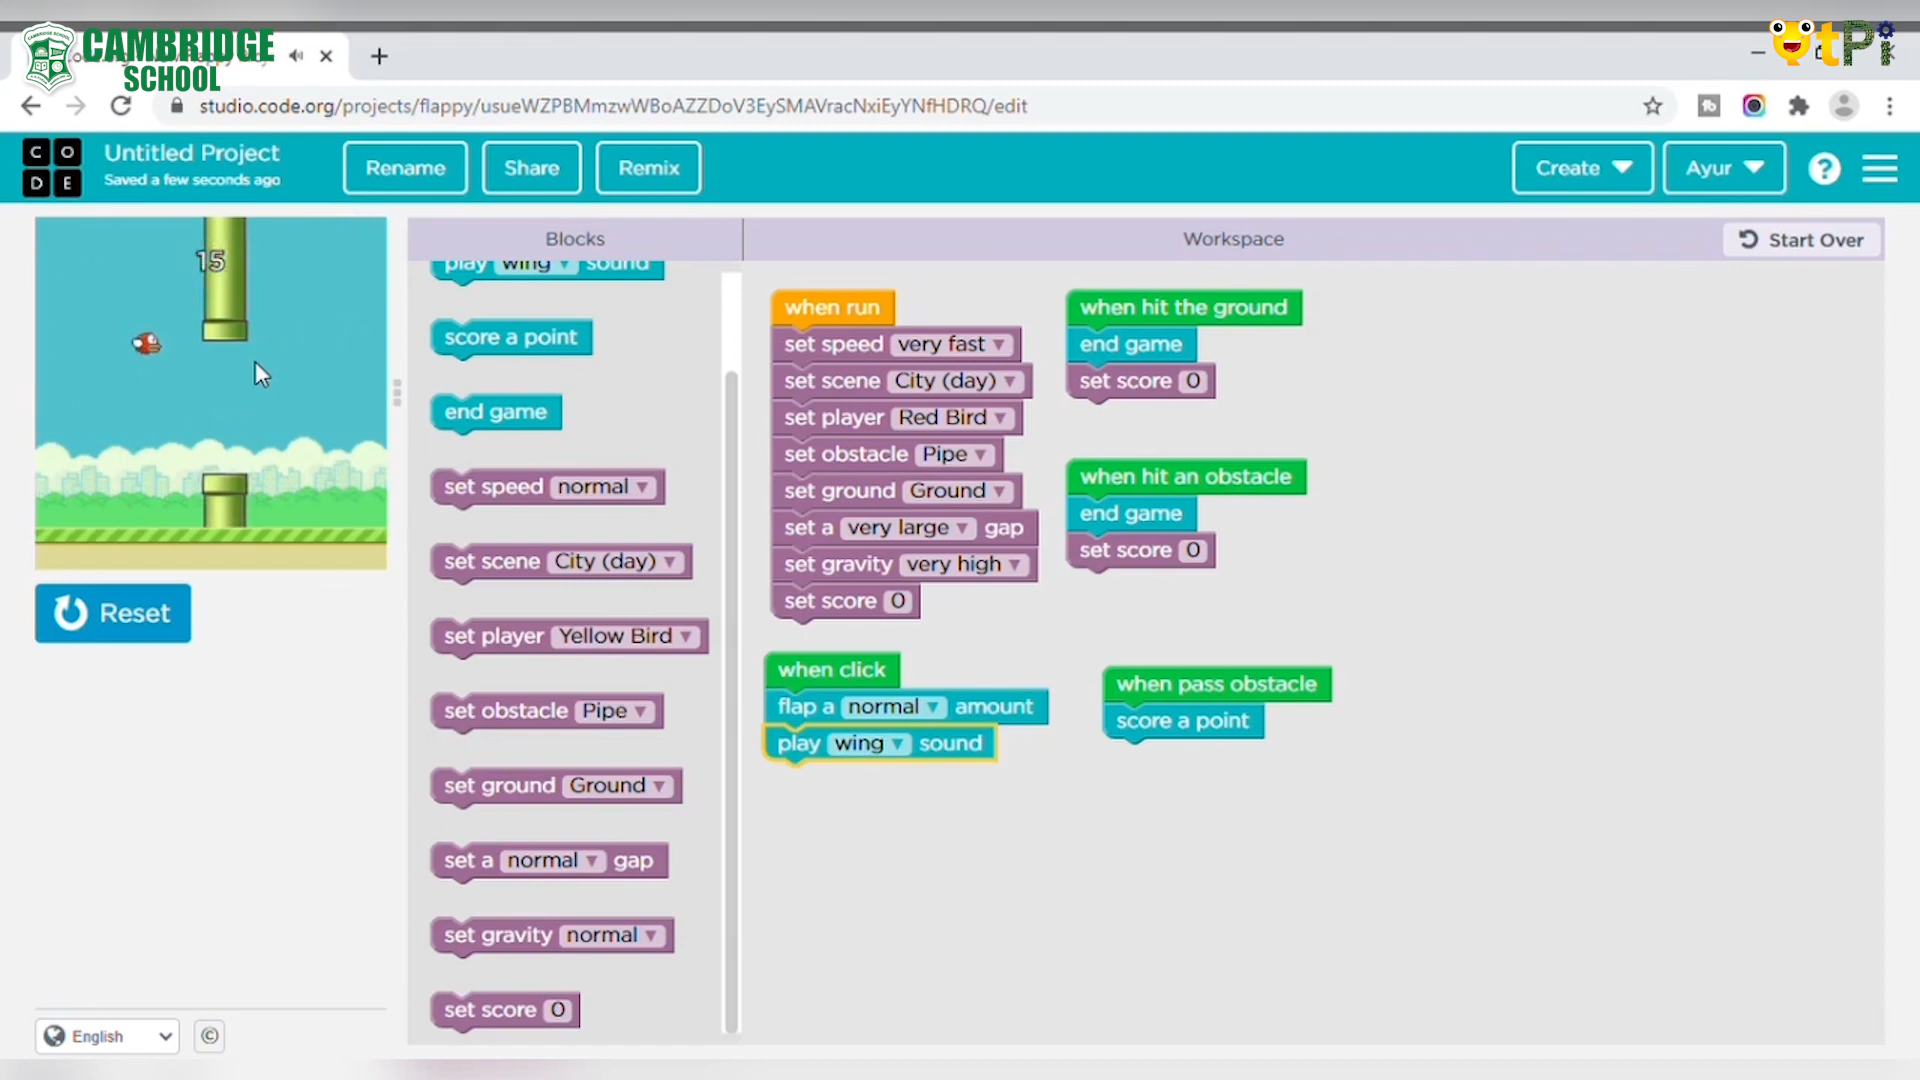 CAMBRIDGE
SCHOOL
CAMBRIDGE SCHOOL
OtPi
studio.code.org/projects/flappy/usueWZPBMmzwWBoAZZDoV3EySMAVracNxiEyYNfHDRQ/edit
C O
D E
Untitled Project
Saved a few seconds ago
Rename
Share
Remix
Create
Ayur
?
15
Reset
English
©
Blocks
play wing sound
score a point
end game
set speed normal
set scene City (day)
set player Yellow Bird
set obstacle Pipe
set ground Ground
set a normal gap
set gravity normal
set score 0
Workspace
Start Over
when run
set speed very fast
set scene City (day)
set player Red Bird
set obstacle Pipe
set ground Ground
set a very large gap
set gravity very high
set score 0
when hit the ground
end game
set score 0
when hit an obstacle
end game
set score 0
when click
flap a normal amount
play wing sound
when pass obstacle
score a point